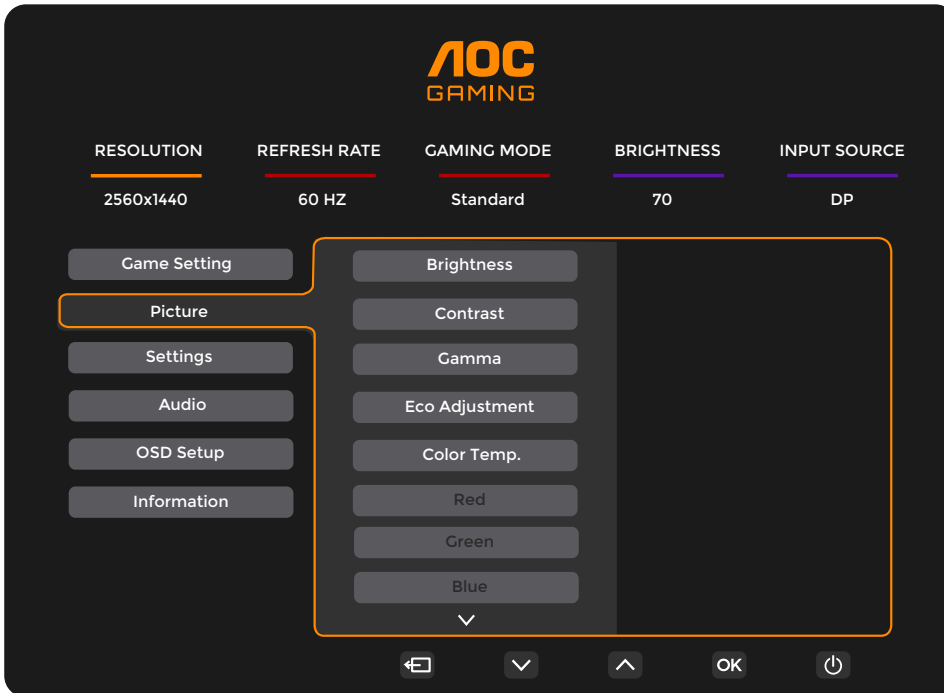 AOC
GAMING
RESOLUTION REFRESH RATE GAMING MODE BRIGHTNESS INPUT SOURCE
2560x1440 60 HZ Standard 70 DP
Game Setting
Picture
Settings
Audio
OSD Setup
Information
Brightness
Contrast
Gamma
Eco Adjustment
Color Temp.
Red
Green
Blue
OK